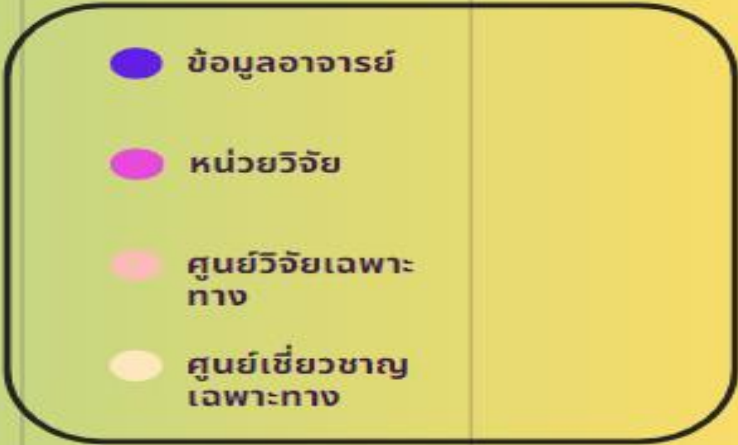 ข้อมูลอาจารย์
หน่วยวิจัย
ศูนย์วิจัยเฉพาะ
ทาง
ศูนย์เชี่ยวชาญ
เฉพาะทาง